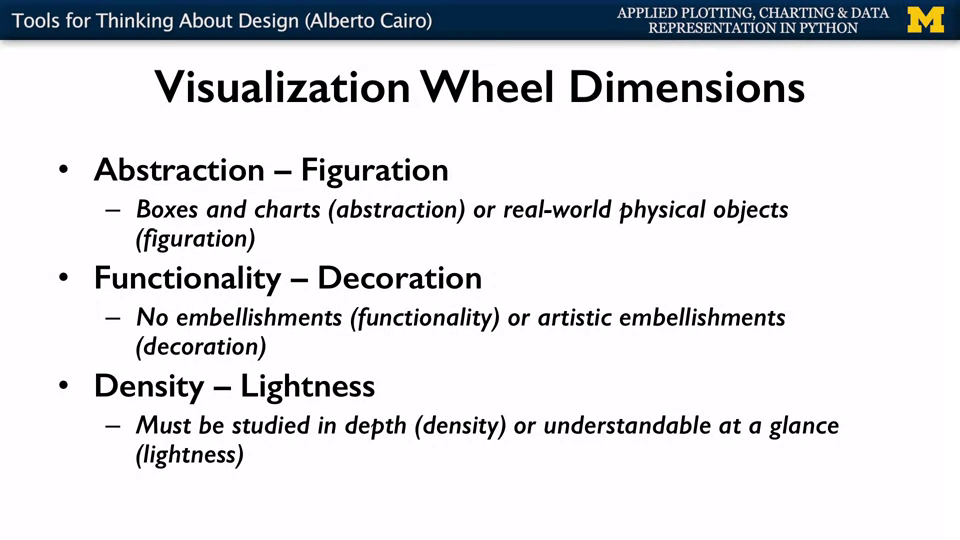 Tools for Thinking About Design (Alberto Cairo)
APPLIED PLOTTING, CHARTING & DATA
REPRESENTATION IN PYTHON
M
Visualization Wheel Dimensions
• Abstraction – Figuration
– Boxes and charts (abstraction) or real-world physical objects
(figuration)
• Functionality – Decoration
– No embellishments (functionality) or artistic embellishments
(decoration)
• Density – Lightness
– Must be studied in depth (density) or understandable at a glance
(lightness)